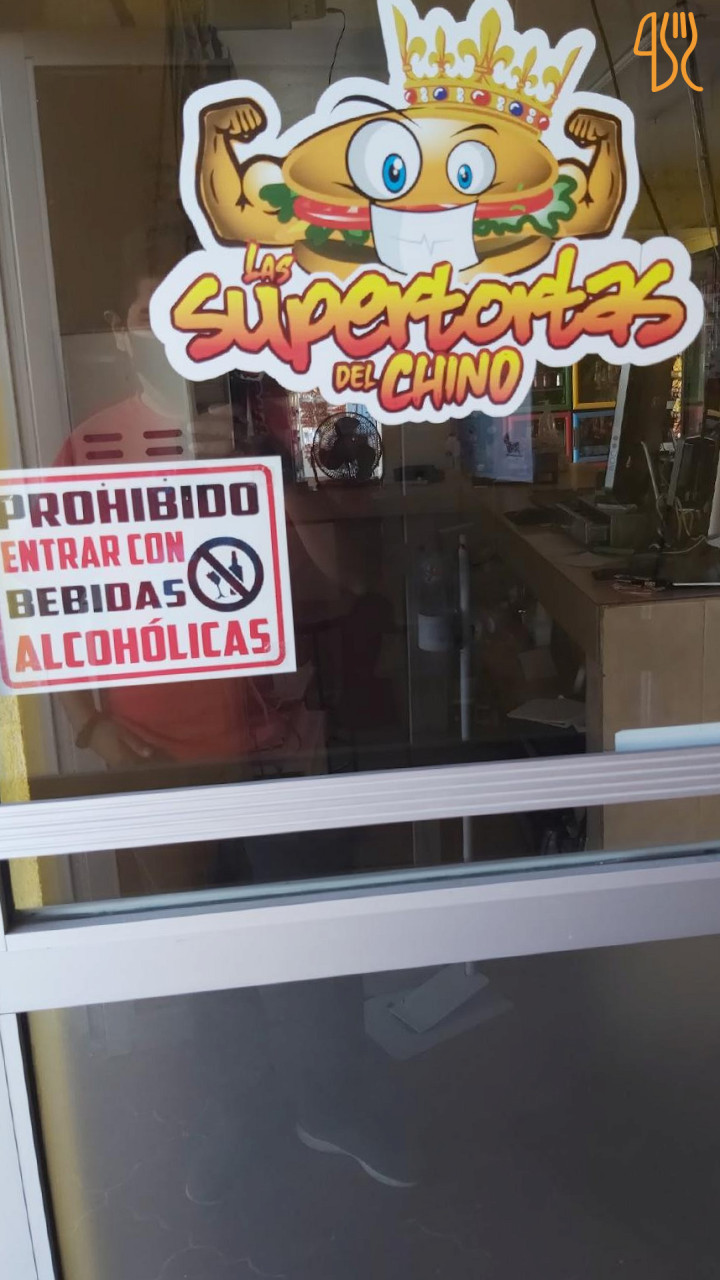 LAS
SUPERTORTAS
DEL CHINO
PROHIBIDO
ENTRAR CON
BEBIDAS
ALCOHÓLICAS